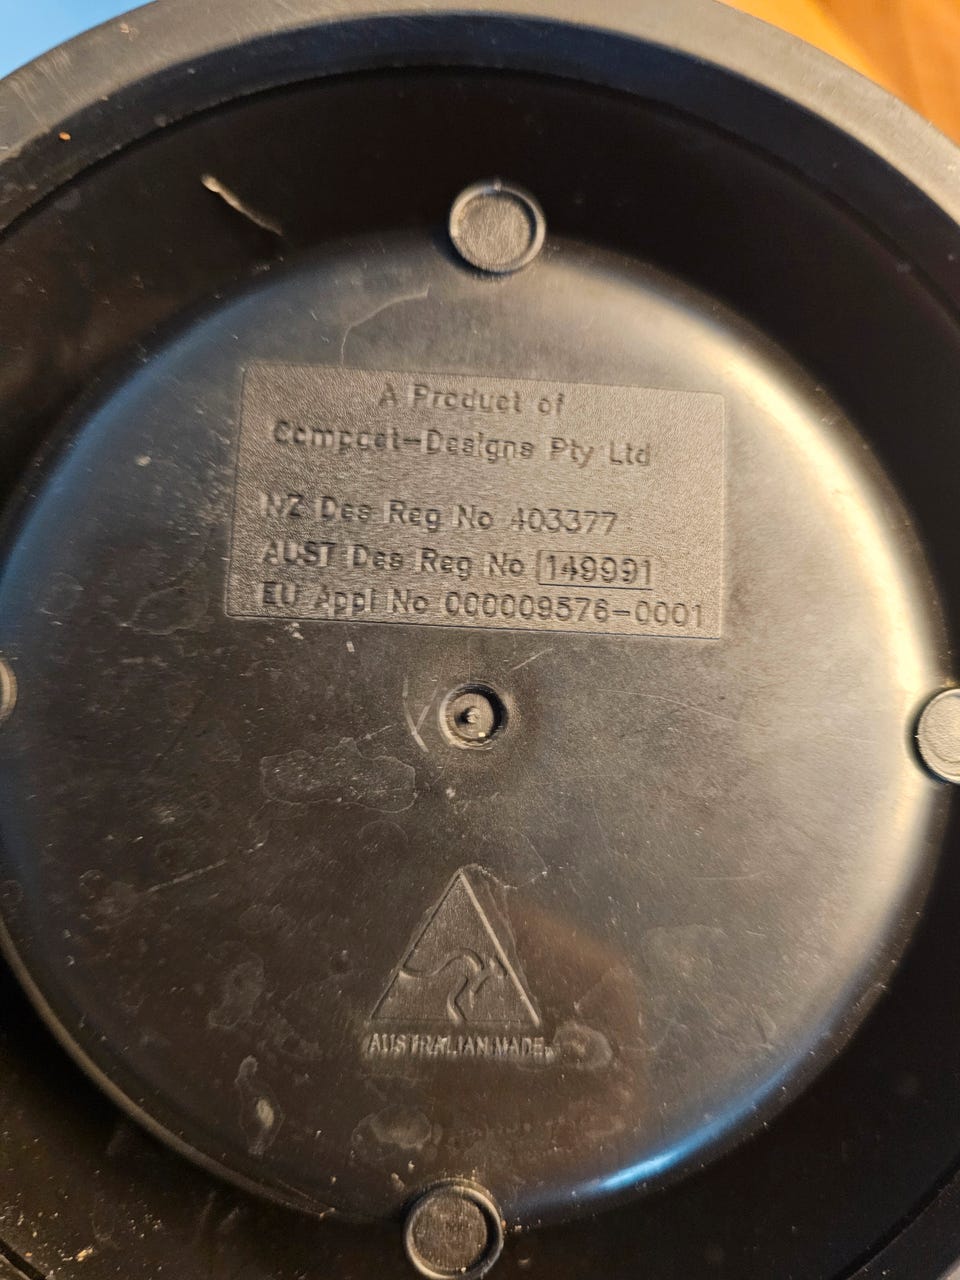 A Product of
Compost-Designs Pty Ltd
NZ Des Reg No 403377
AUST Des Reg No 149991
EU Appl No 000009576-0001
AUSTRALIAN MADE